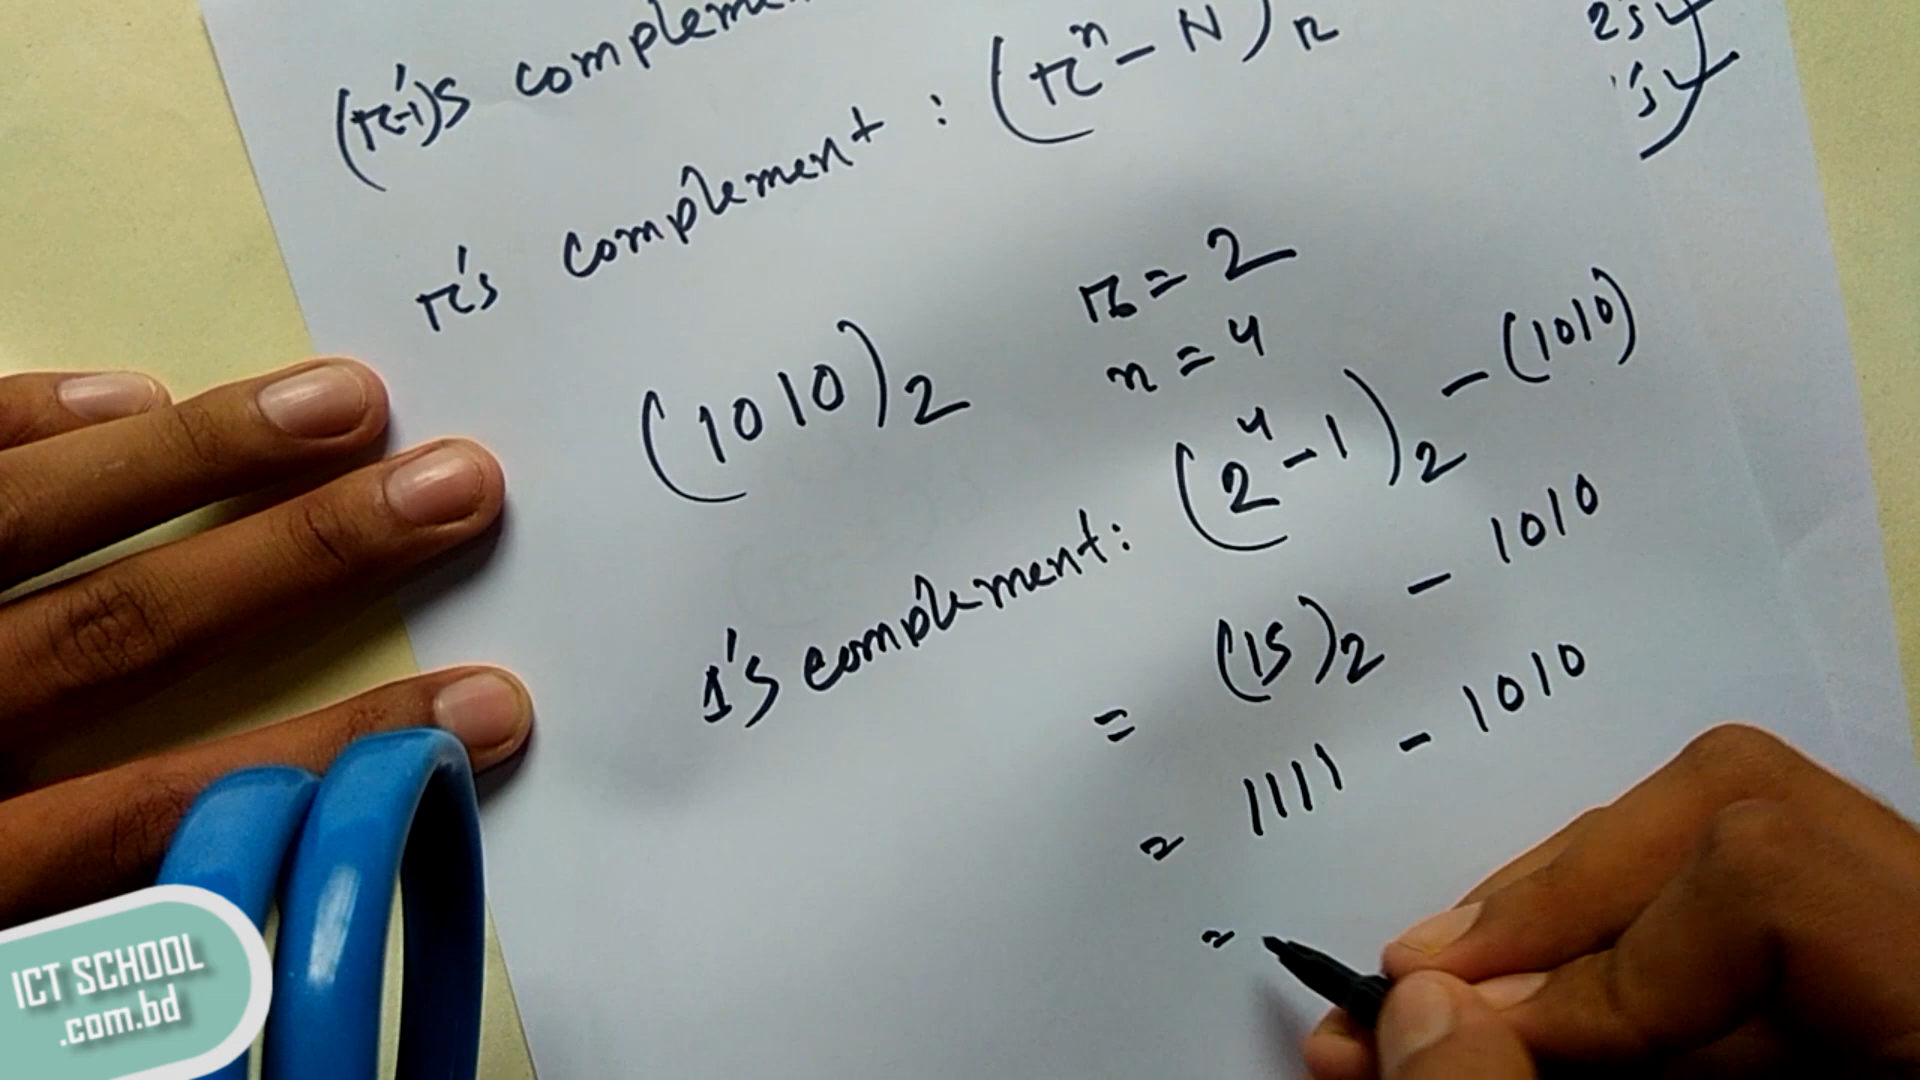 (r-1)'s complement
r's complement : (rⁿ - N)r
2's
1's
(1010)2
r = 2
n = 4
1's complement: (2⁴ - 1)2 - (1010)
= (15)2 - 1010
= 1111 - 1010
=
ICT SCHOOL
.com.bd